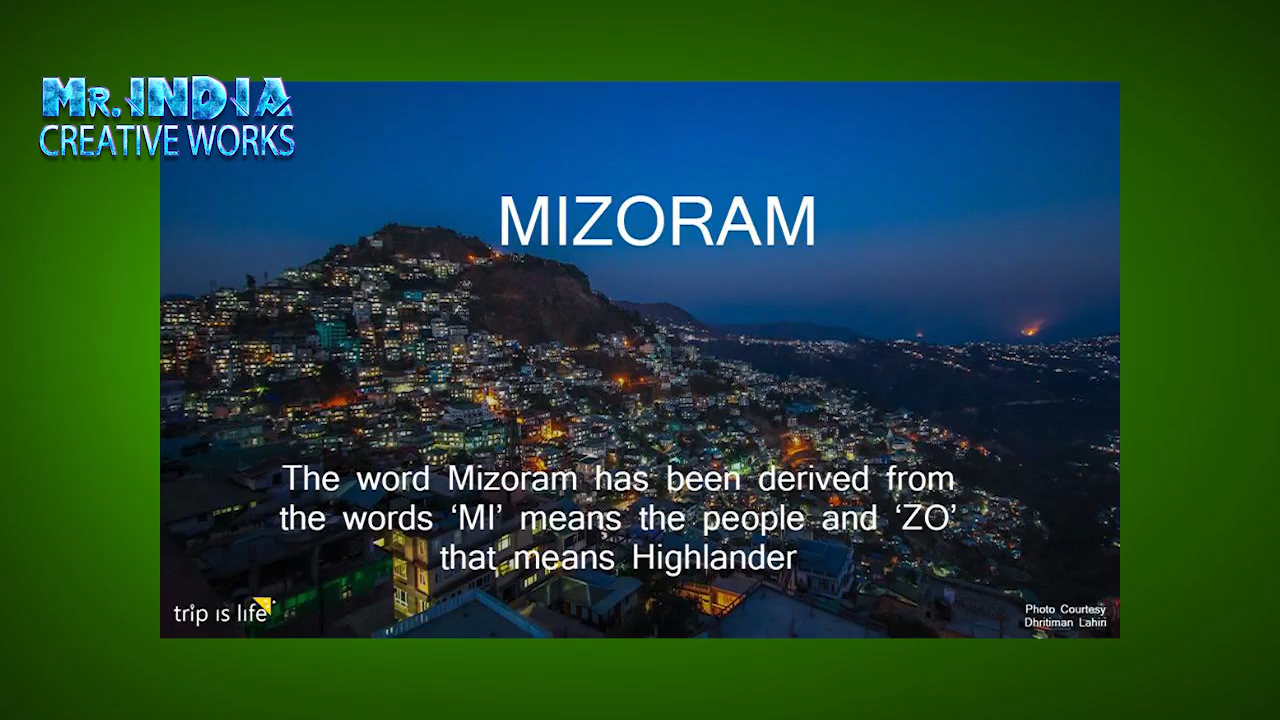 Mr. INDIA
CREATIVE WORKS
MIZORAM
The word Mizoram has been derived from
the words ‘MI’ means the people and ‘ZO’
that means Highlander
trip is life
Photo Courtesy
Dhritiman Lahiri